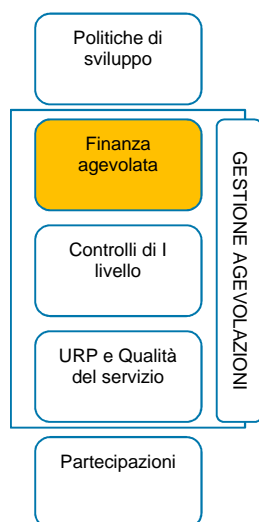 Politiche di
sviluppo
Finanza
agevolata
Controlli di I
livello
URP e Qualità
del servizio
GESTIONE AGEVOLAZIONI
Partecipazioni